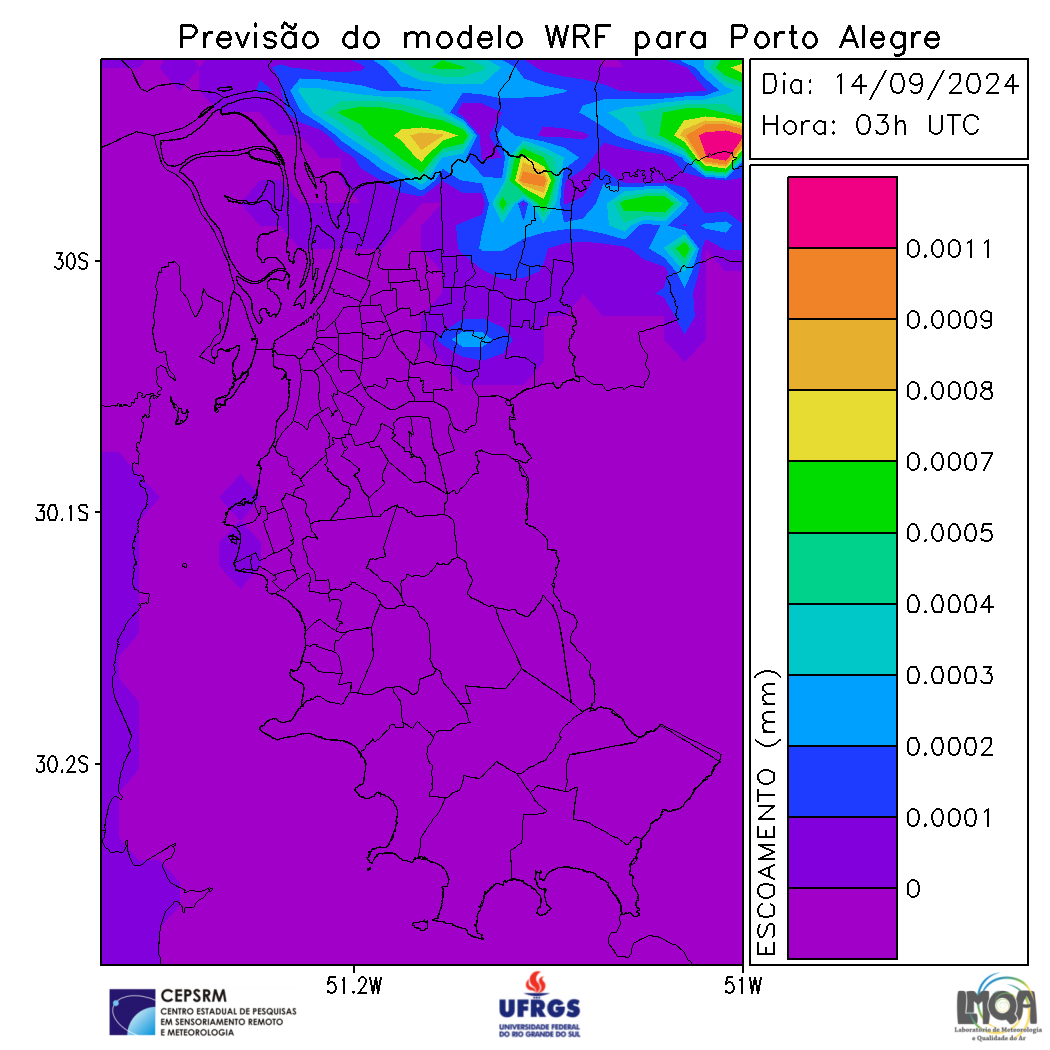 Previsão do modelo WRF para Porto Alegre
Dia: 14/09/2024
Hora: 03h UTC
30S
30.1S
30.2S
51.2W
51W
0.0011
0.0009
0.0008
0.0007
0.0005
0.0004
0.0003
0.0002
0.0001
0
ESCOAMENTO (mm)
CEPSRM
CENTRO ESTADUAL DE PESQUISAS
EM SENSORIAMENTO REMOTO
E METEOROLOGIA
UFRGS
UNIVERSIDADE FEDERAL
DO RIO GRANDE DO SUL
LMQA
Laboratório de Meteorologia
e Qualidade do Ar